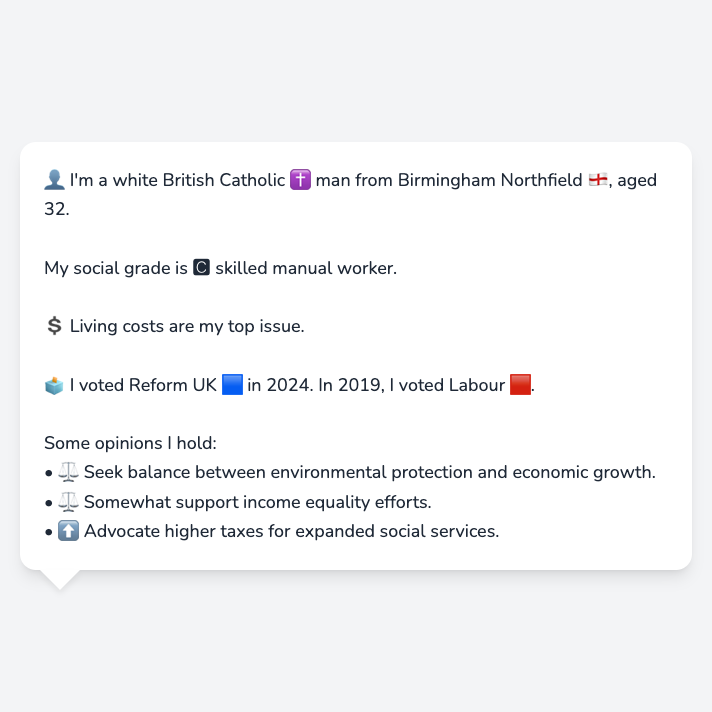 👤 I'm a white British Catholic ✝️ man from Birmingham Northfield 🏴󠁧󠁢󠁥󠁮󠁧󠁿, aged
32.
My social grade is 🅲 skilled manual worker.
💲 Living costs are my top issue.
🗳️ I voted Reform UK 🟦 in 2024. In 2019, I voted Labour 🟥.
Some opinions I hold:
• ⚖️ Seek balance between environmental protection and economic growth.
• ⚖️ Somewhat support income equality efforts.
• ⬆️ Advocate higher taxes for expanded social services.